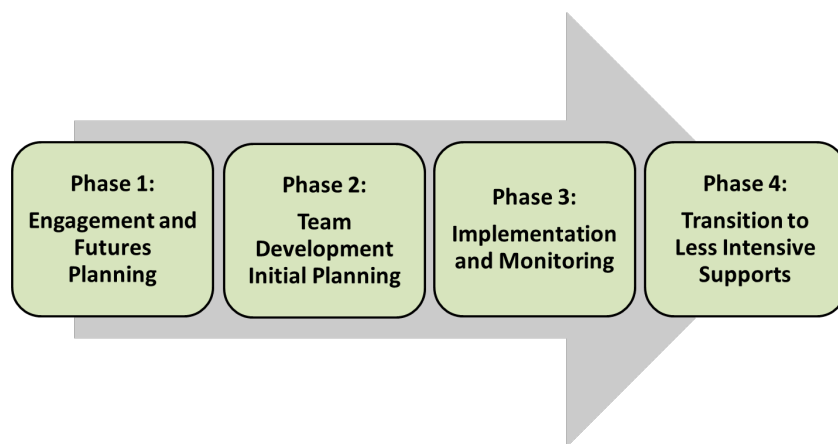 Phase 1:
Engagement and
Futures
Planning
Phase 2:
Team
Development
Initial Planning
Phase 3:
Implementation
and Monitoring
Phase 4:
Transition to
Less Intensive
Supports